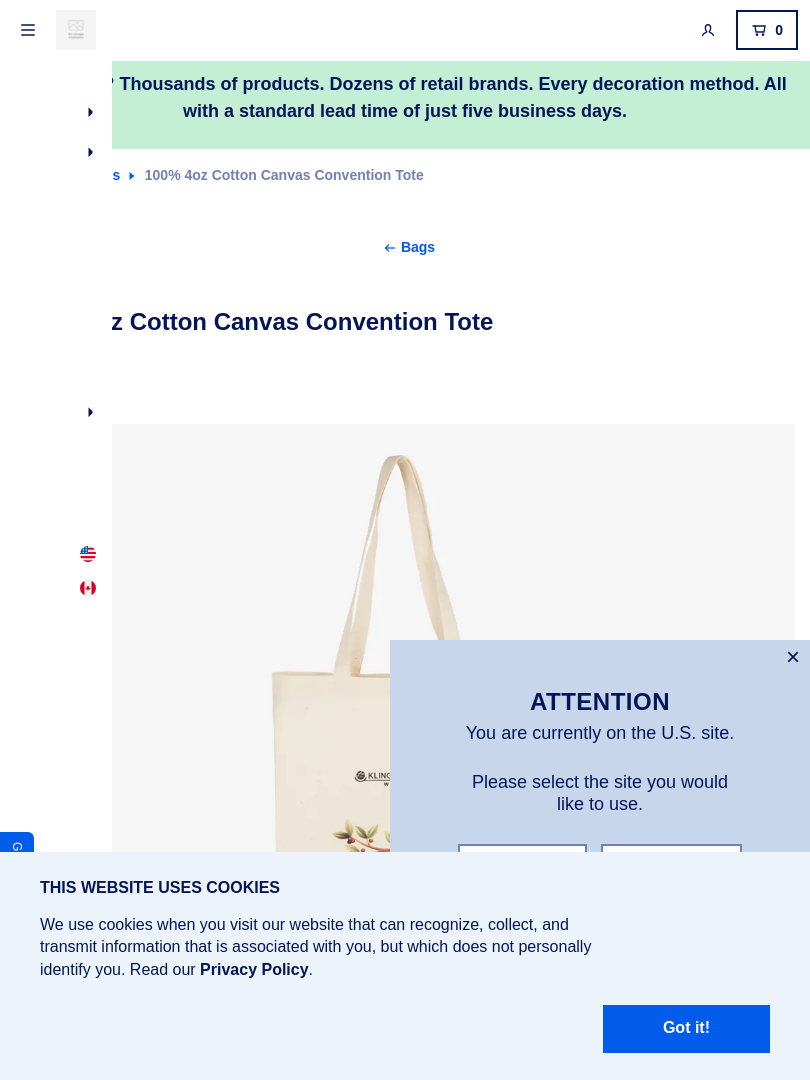 0
Thousands of products. Dozens of retail brands. Every decoration method. All
with a standard lead time of just five business days.
s 100% 4oz Cotton Canvas Convention Tote
Bags
z Cotton Canvas Convention Tote
ATTENTION
You are currently on the U.S. site.
Please select the site you would
like to use.
KLING
G
THIS WEBSITE USES COOKIES
We use cookies when you visit our website that can recognize, collect, and
transmit information that is associated with you, but which does not personally
identify you. Read our Privacy Policy.
Got it!